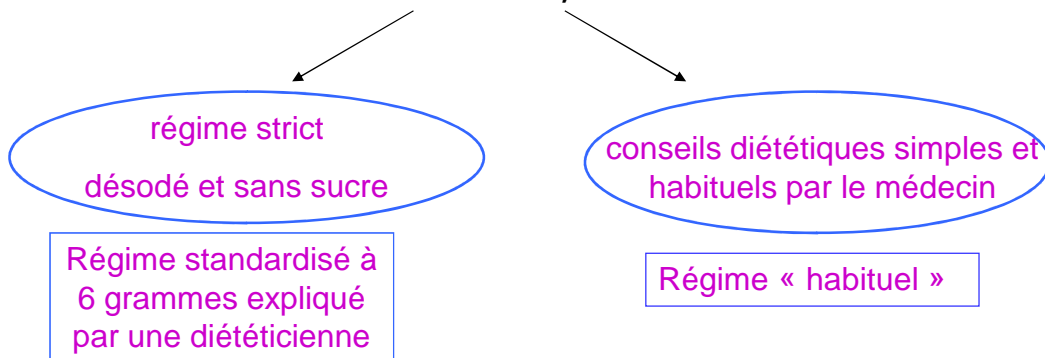 régime strict
désodé et sans sucre
Régime standardisé à
6 grammes expliqué
par une diététicienne
conseils diététiques simples et
habituels par le médecin
Régime « habituel »